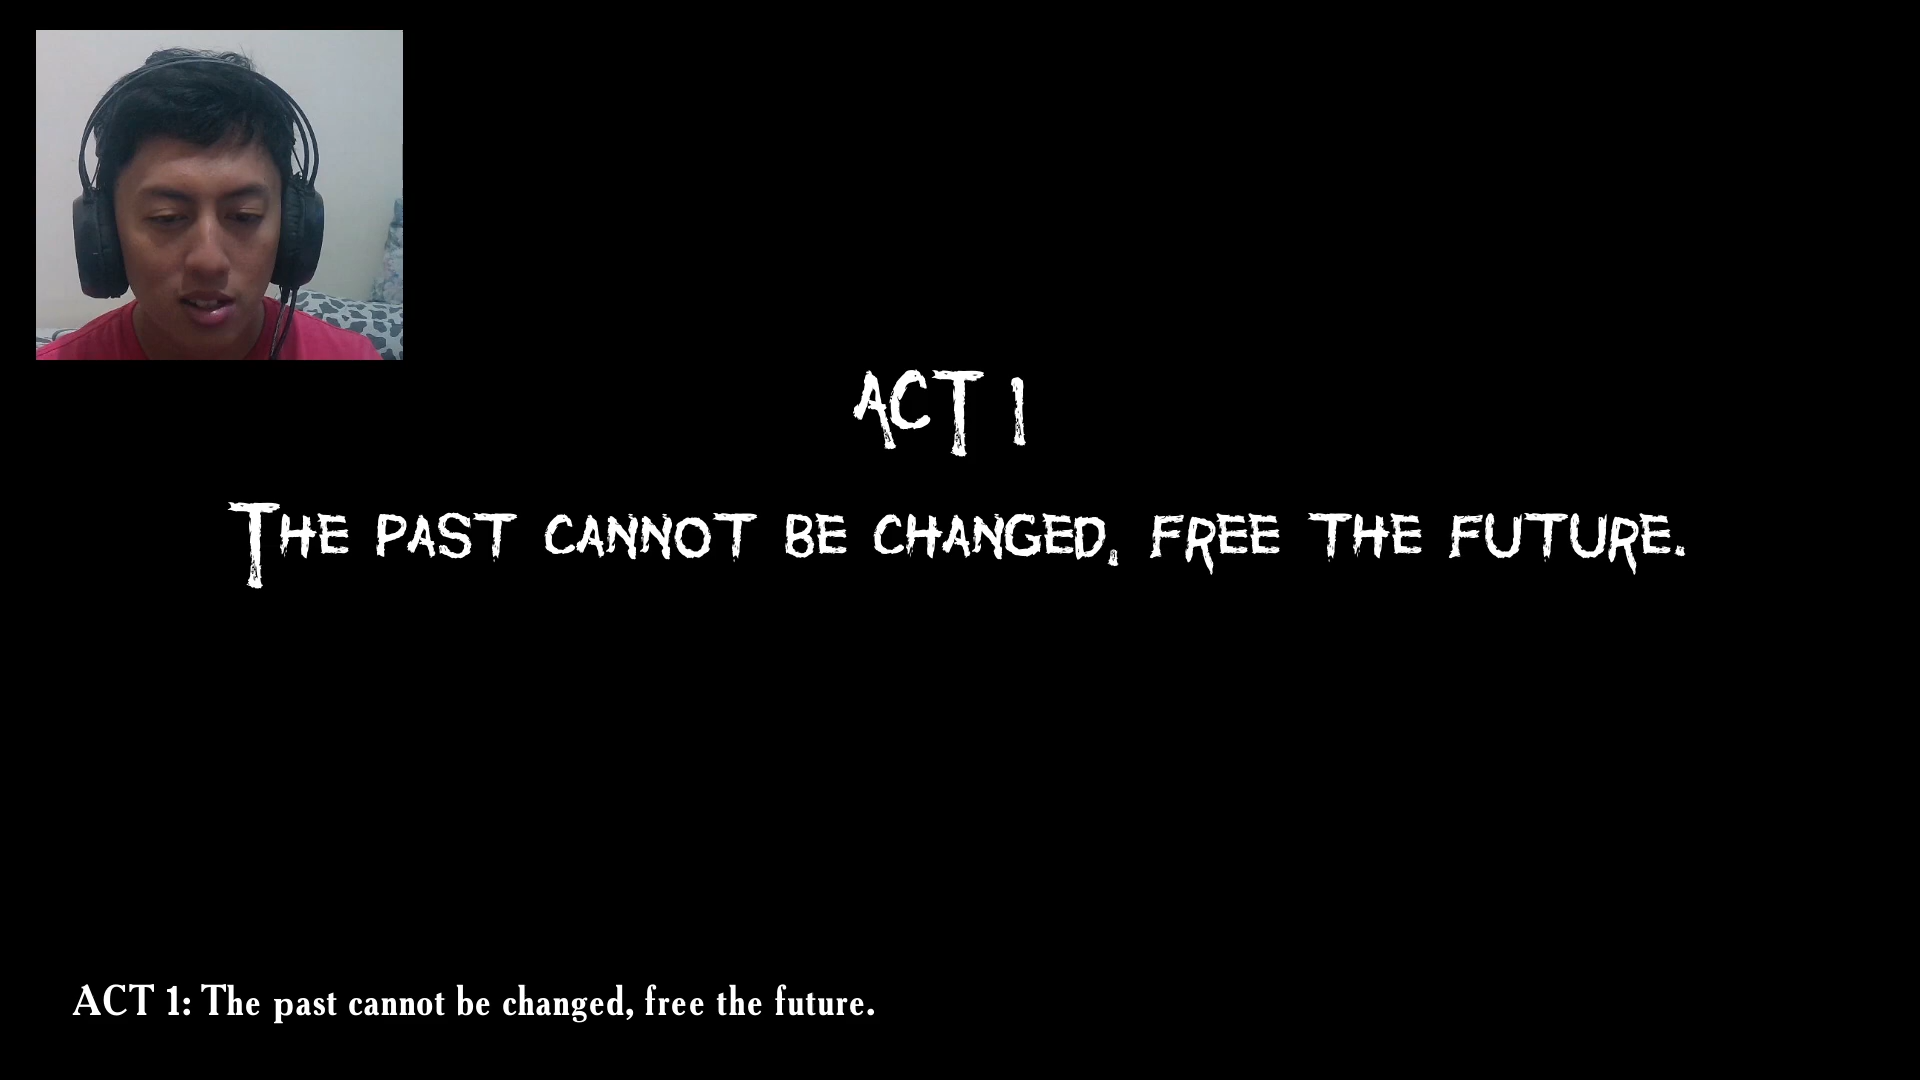 ACT 1
The past cannot be changed, free the future.
ACT 1: The past cannot be changed, free the future.